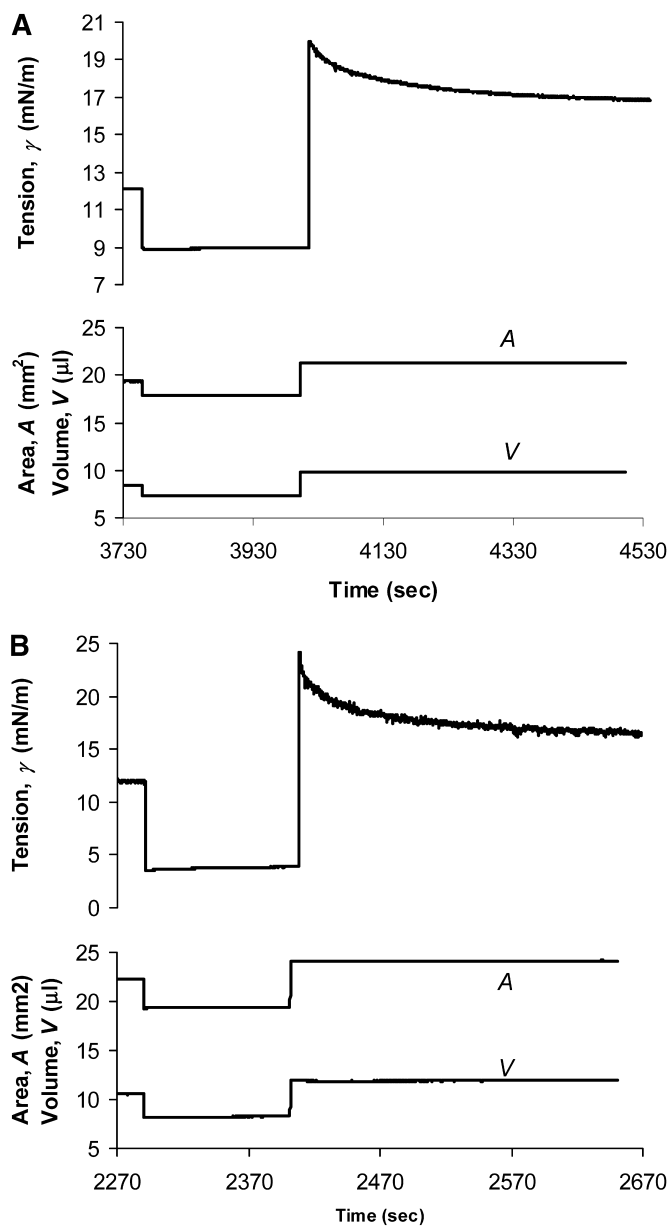 A
Tension, γ (mN/m)
21
19
17
15
13
11
9
7
Area, A (mm²)
Volume, V (μl)
25
20
15
10
5
A
V
3730 3930 4130 4330 4530
Time (sec)
B
Tension, γ (mN/m)
25
20
15
10
5
0
Area, A (mm2)
Volume, V (μl)
25
20
15
10
5
A
V
2270 2370 2470 2570 2670
Time (sec)